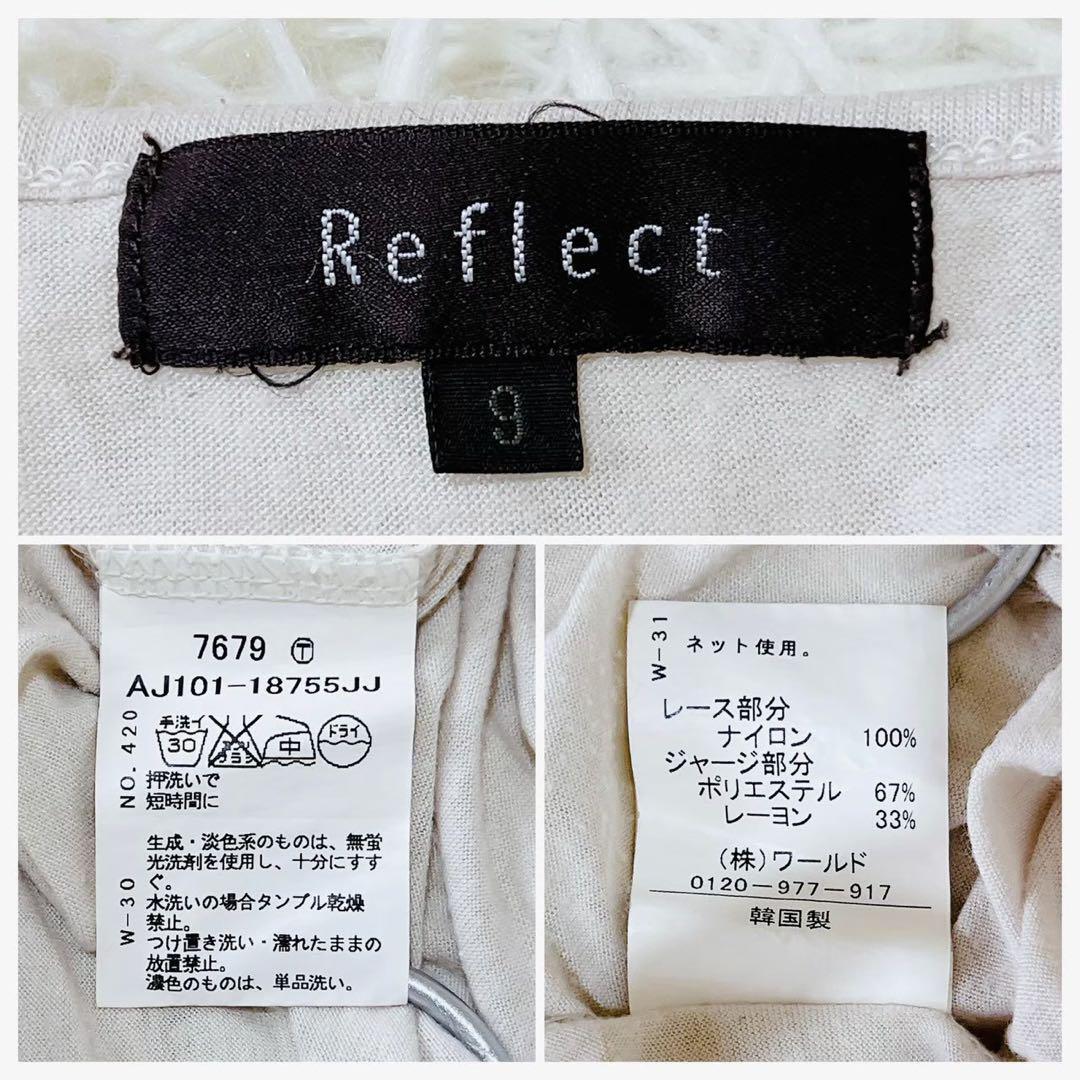 Reflect
9
7679 Ⓣ
AJ101-18755JJ
手洗イ
30
ブラシ
中
ドライ
NO.420
押洗いで
短時間に
生成・淡色系のものは、無蛍
光洗剤を使用し、十分にすす
ぐ。
水洗いの場合タンブル乾燥
禁止。
つけ置き洗い・濡れたままの
放置禁止。
濃色のものは、単品洗い。
W-30
W-31
ネット使用。
レース部分
ナイロン 100%
ジャージ部分
ポリエステル 67%
レーヨン 33%
(株)ワールド
0120-977-917
韓国製